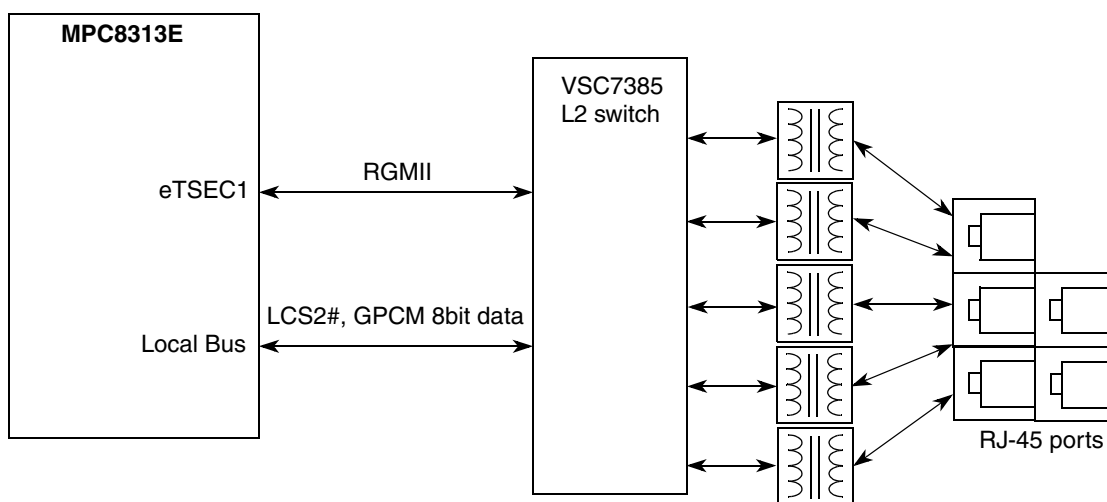 MPC8313E
VSC7385
L2 switch
eTSEC1
RGMII
LCS2#, GPCM 8bit data
Local Bus
RJ-45 ports